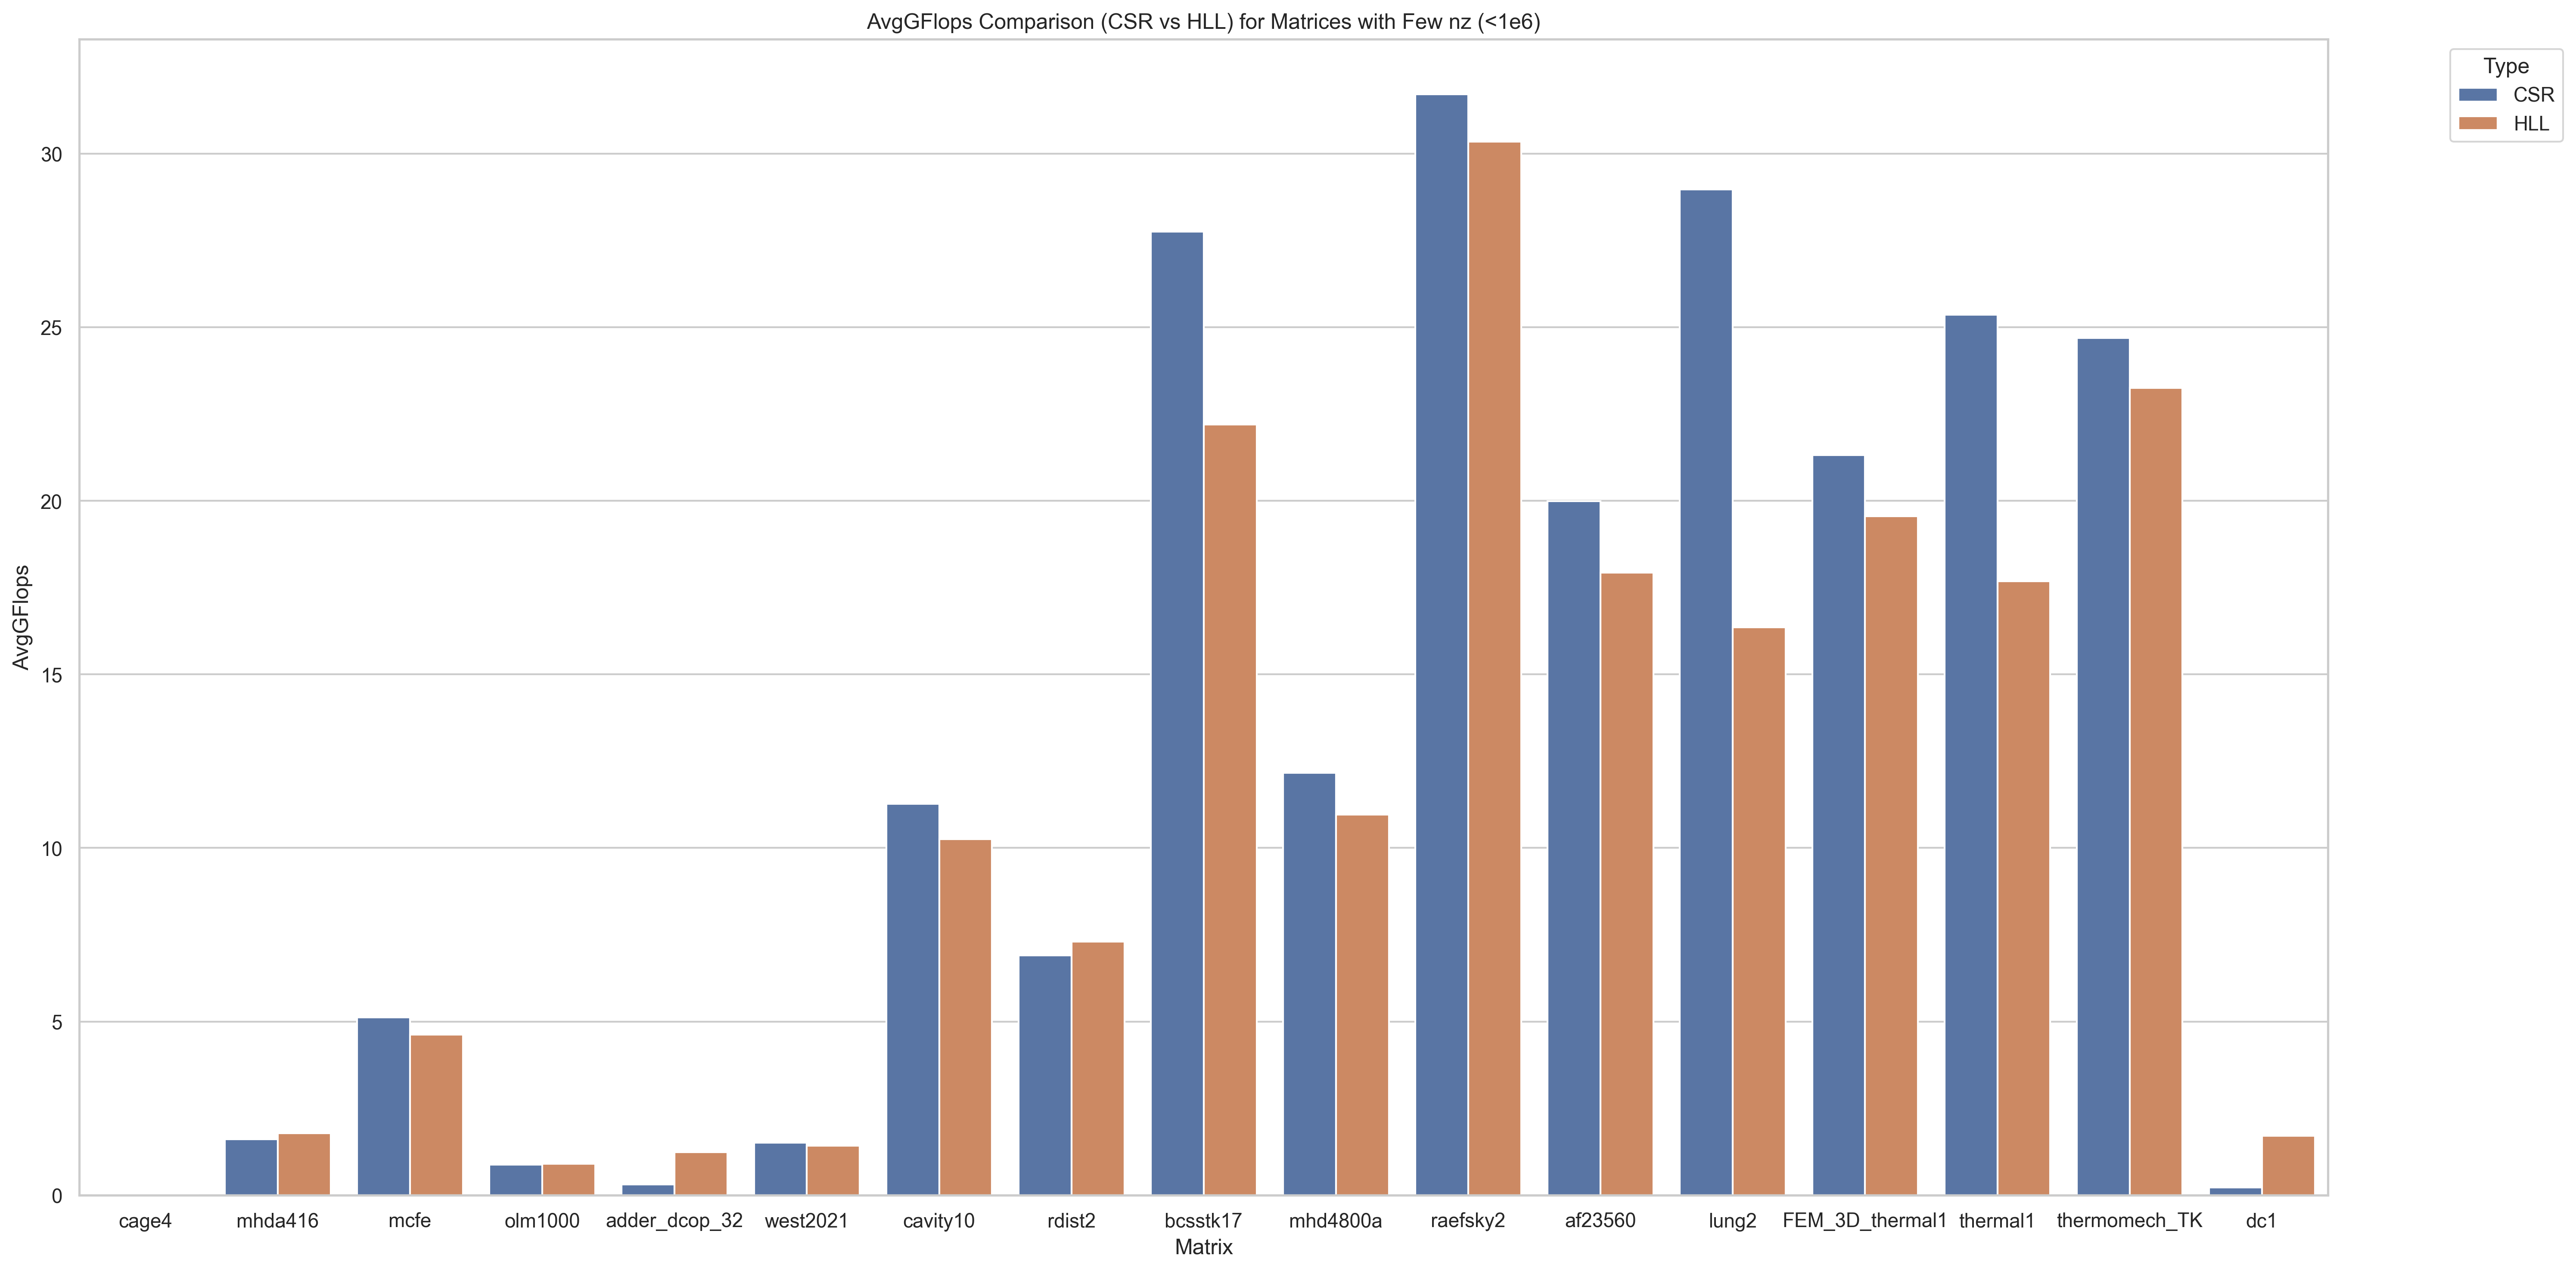 AvgGFlops Comparison (CSR vs HLL) for Matrices with Few nz (<1e6)
Type
CSR
HLL
AvgGFlops
30
25
20
15
10
5
0
cage4 mhda416 mcfe olm1000 adder_dcop_32 west2021 cavity10 rdist2 bcsstk17 mhd4800a raefsky2 af23560 lung2 FEM_3D_thermal1 thermal1 thermomech_TK dc1
Matrix